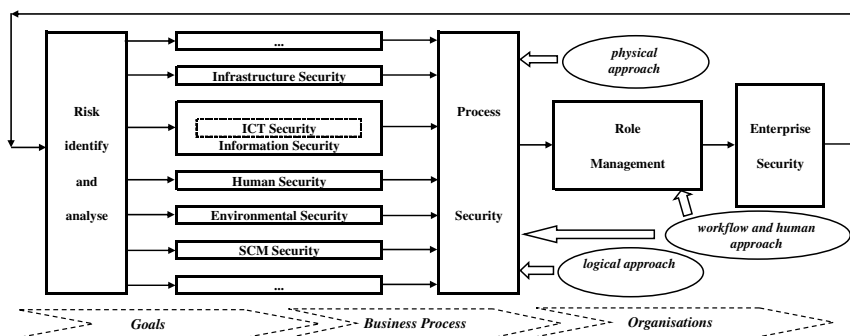 ...
Infrastructure Security
ICT Security
Information Security
Human Security
Environmental Security
SCM Security
...
Risk
identify
and
analyse
Process
Security
physical
approach
Role
Management
Enterprise
Security
workflow and human
approach
logical approach
Goals
Business Process
Organisations